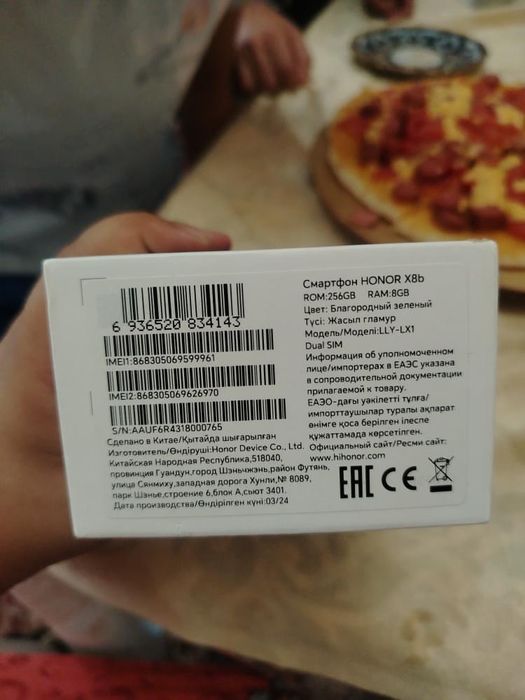 6 936520 834143
IMEI1:868305069599961
IMEI2:868305069626970
S/N:AAUF6R4318000765
Сделано в Китае/Қытайда шығарылған
Изготовитель/Өндіруші:Honor Device Co., Ltd.
Китайская Народная Республика,518040,
провинция Гуандун,город Шэньчжэнь,район Футянь,
улица Сянмиху,западная дорога Хунли,№ 8089,
парк Шэнье,строение 6,блок А,сьют 3401.
Дата производства/Өндірілген күні:03/24
Смартфон HONOR X8b
ROM:256GB RAM:8GB
Цвет: Благородный зеленый
Түсі: Жасыл гламур
Модель/Моделі:LLY-LX1
Dual SIM
Информация об уполномоченном
лице/импортерах в ЕАЭС указана
в сопроводительной документации
прилагаемой к товару.
ЕАЭО-дағы уәкілетті тұлға/
импорттаушылар туралы ақпарат
өнімге қоса берілген ілеспе
құжаттамада көрсетілген.
Официальный сайт/Ресми сайт:
www.hihonor.com
EAC CE